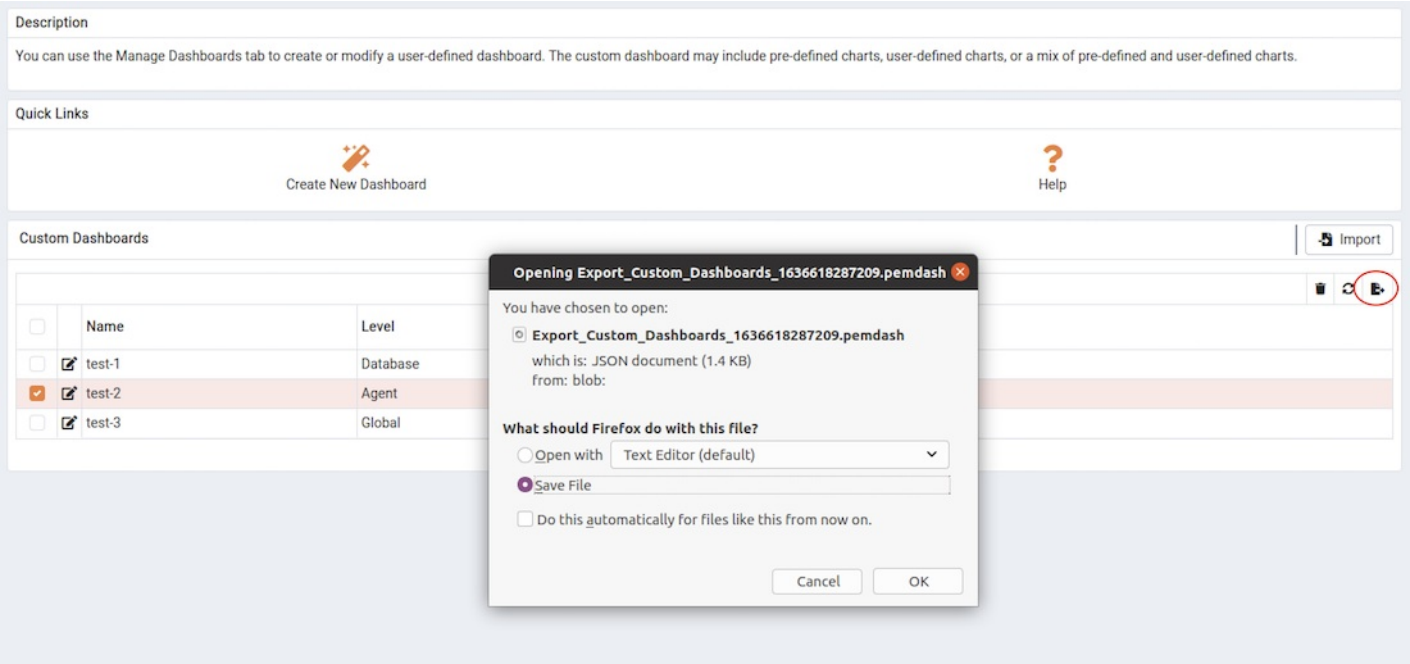 Description
You can use the Manage Dashboards tab to create or modify a user-defined dashboard. The custom dashboard may include pre-defined charts, user-defined charts, or a mix of pre-defined and user-defined charts.
Quick Links
Create New Dashboard
Help
Custom Dashboards
Import
Name
Level
test-1
Database
test-2
Agent
test-3
Global
Opening Export_Custom_Dashboards_1636618287209.pemdash
You have chosen to open:
Export_Custom_Dashboards_1636618287209.pemdash
which is: JSON document (1.4 KB)
from: blob:
What should Firefox do with this file?
Open with
Text Editor (default)
Save File
Do this automatically for files like this from now on.
Cancel
OK